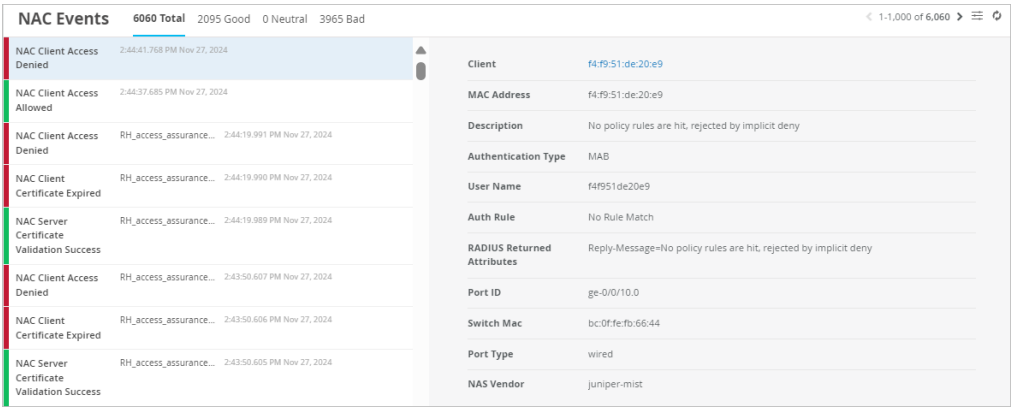 NAC Events 6060 Total 2095 Good 0 Neutral 3965 Bad 1-1,000 of 6,060
NAC Client Access 2:44:41.768 PM Nov 27, 2024
Denied
NAC Client Access 2:44:37.685 PM Nov 27, 2024
Allowed
NAC Client Access RH_access_assurance... 2:44:19.991 PM Nov 27, 2024
Denied
NAC Client RH_access_assurance... 2:44:19.990 PM Nov 27, 2024
Certificate Expired
NAC Server RH_access_assurance... 2:44:19.989 PM Nov 27, 2024
Certificate
Validation Success
NAC Client Access RH_access_assurance... 2:43:50.607 PM Nov 27, 2024
Denied
NAC Client RH_access_assurance... 2:43:50.606 PM Nov 27, 2024
Certificate Expired
NAC Server RH_access_assurance... 2:43:50.605 PM Nov 27, 2024
Certificate
Validation Success
Client f4:f9:51:de:20:e9
MAC Address f4:f9:51:de:20:e9
Description No policy rules are hit, rejected by implicit deny
Authentication Type MAB
User Name f4f951de20e9
Auth Rule No Rule Match
RADIUS Returned Reply-Message=No policy rules are hit, rejected by implicit deny
Attributes
Port ID ge-0/0/10.0
Switch Mac bc:0f:fe:fb:66:44
Port Type wired
NAS Vendor juniper-mist